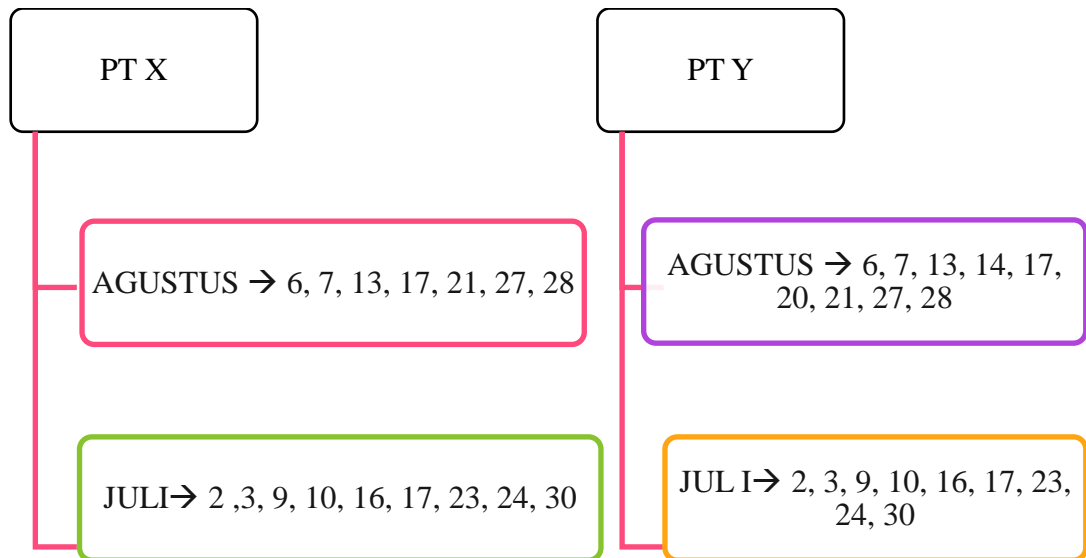 PT X
AGUSTUS → 6, 7, 13, 17, 21, 27, 28
JULI→ 2 ,3, 9, 10, 16, 17, 23, 24, 30
PT Y
AGUSTUS → 6, 7, 13, 14, 17,
20, 21, 27, 28
JUL I→ 2, 3, 9, 10, 16, 17, 23,
24, 30